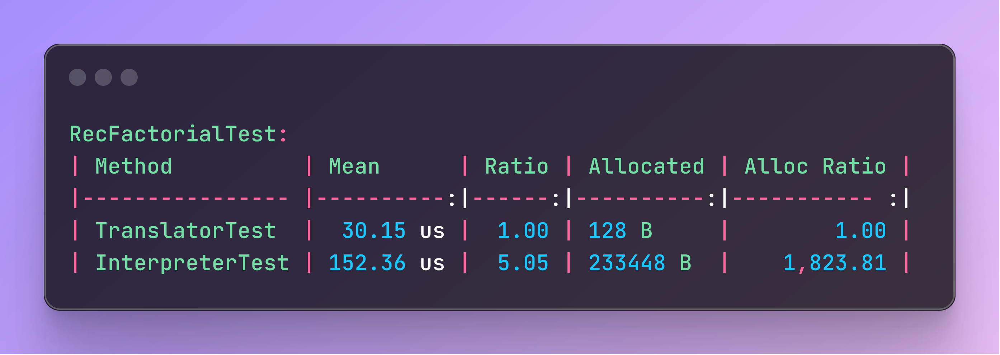 RecFactorialTest:
| Method          | Mean      | Ratio | Allocated | Alloc Ratio |
|---------------- |----------:|------:|----------:|----------- :|
| TranslatorTest  |  30.15 us |  1.00 | 128 B     |        1.00 |
| InterpreterTest | 152.36 us |  5.05 | 233448 B  |    1,823.81 |